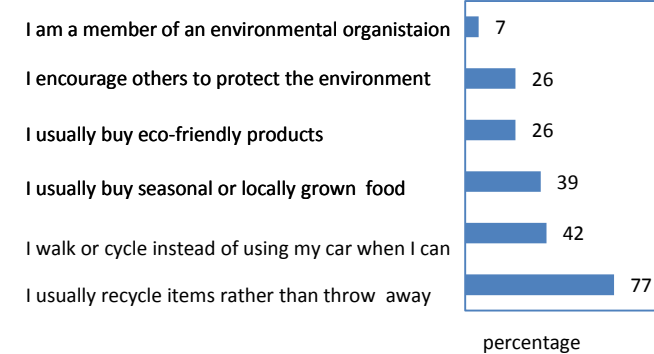 I am a member of an environmental organistaion 7
I encourage others to protect the environment 26
I usually buy eco-friendly products 26
I usually buy seasonal or locally grown food 39
I walk or cycle instead of using my car when I can 42
I usually recycle items rather than throw away 77
percentage